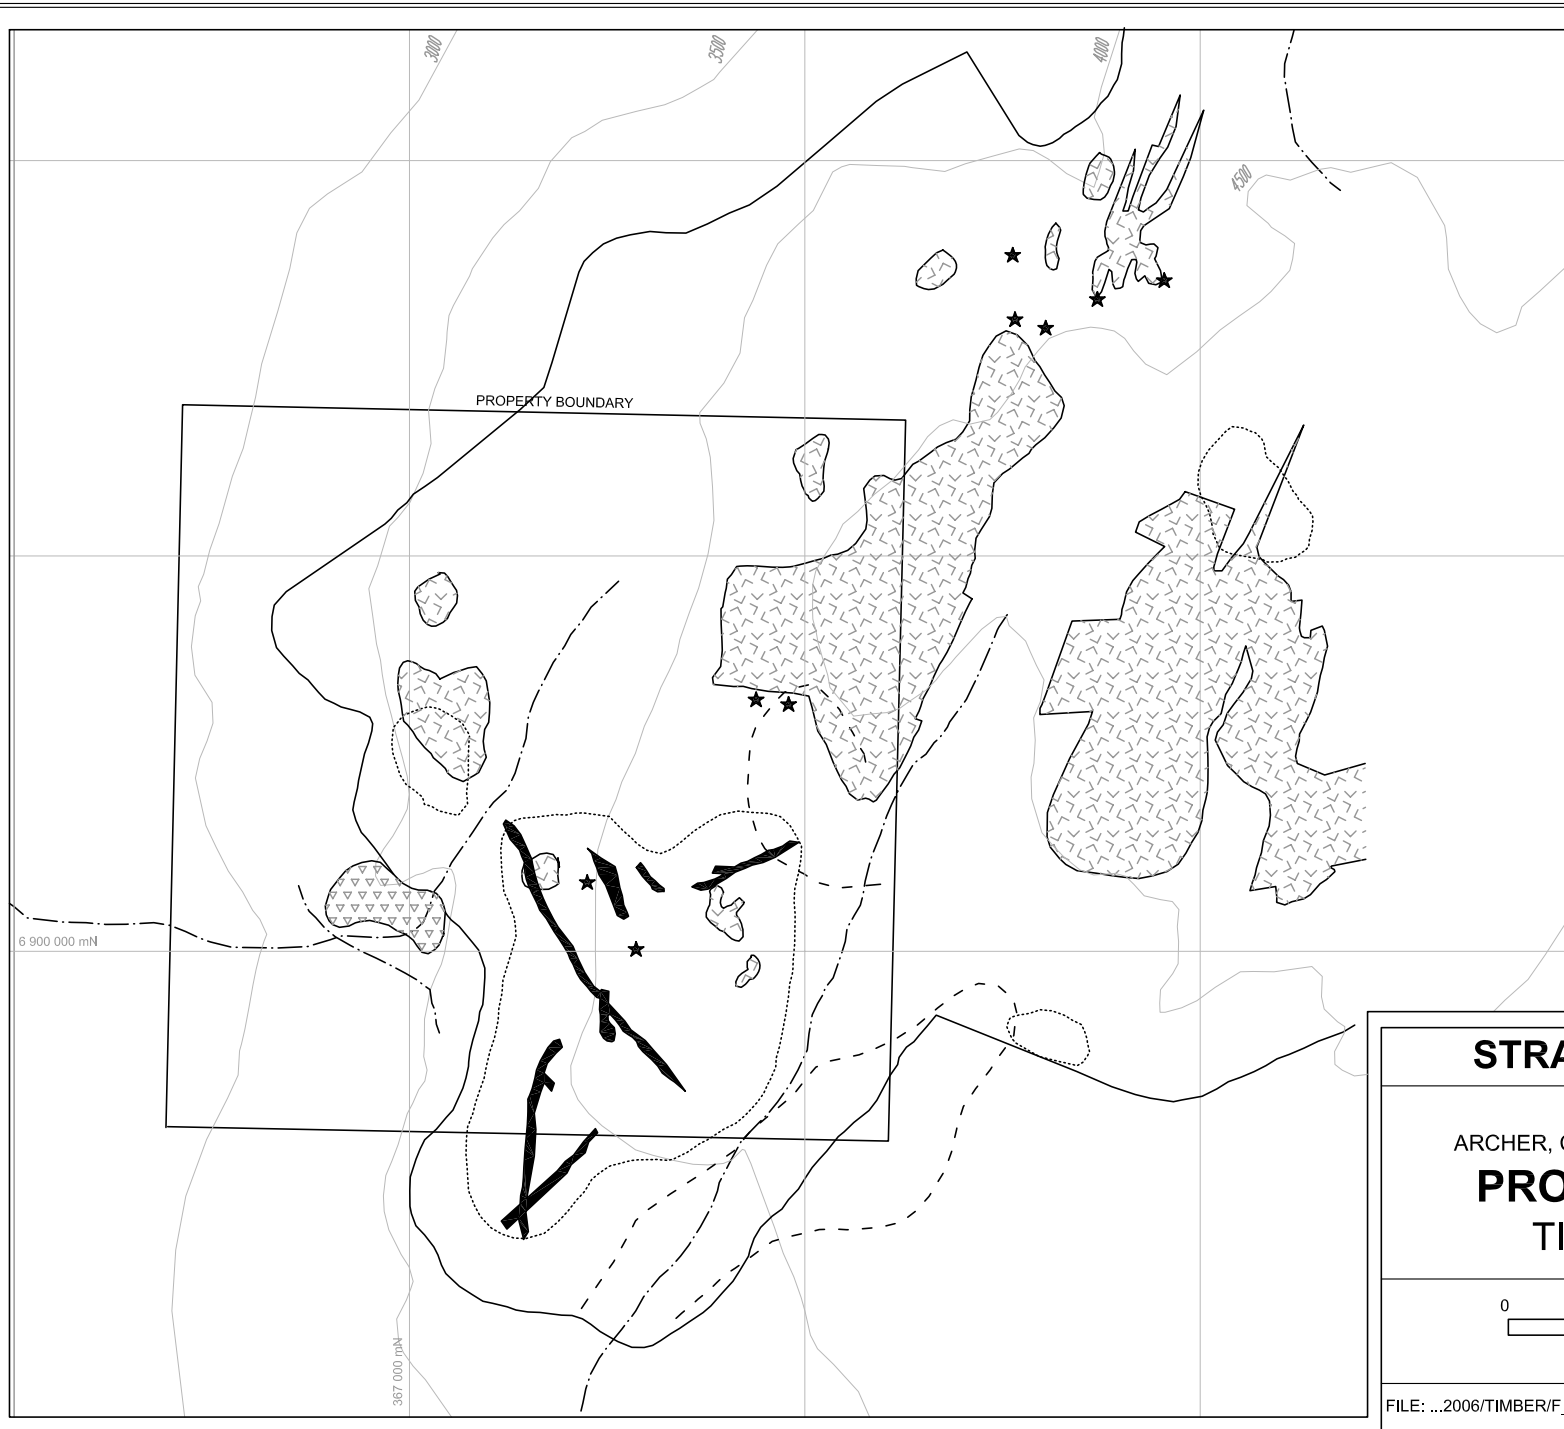 3000
3500
4000
4500
PROPERTY BOUNDARY
6 900 000 mN
367 000 mN
STRA
ARCHER, C
PRO
TI
0
FILE: ...2006/TIMBER/F_